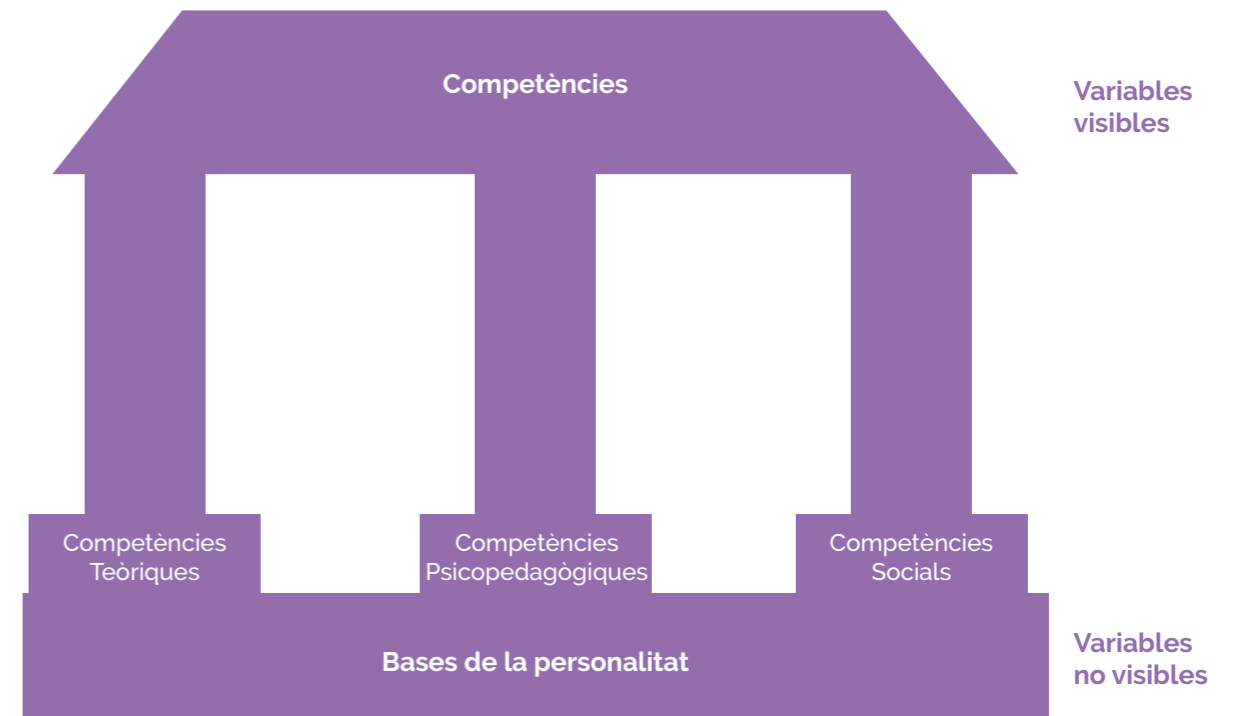 Competències
Variables
visibles
Competències
Teòriques
Competències
Psicopedagògiques
Competències
Socials
Bases de la personalitat
Variables
no visibles